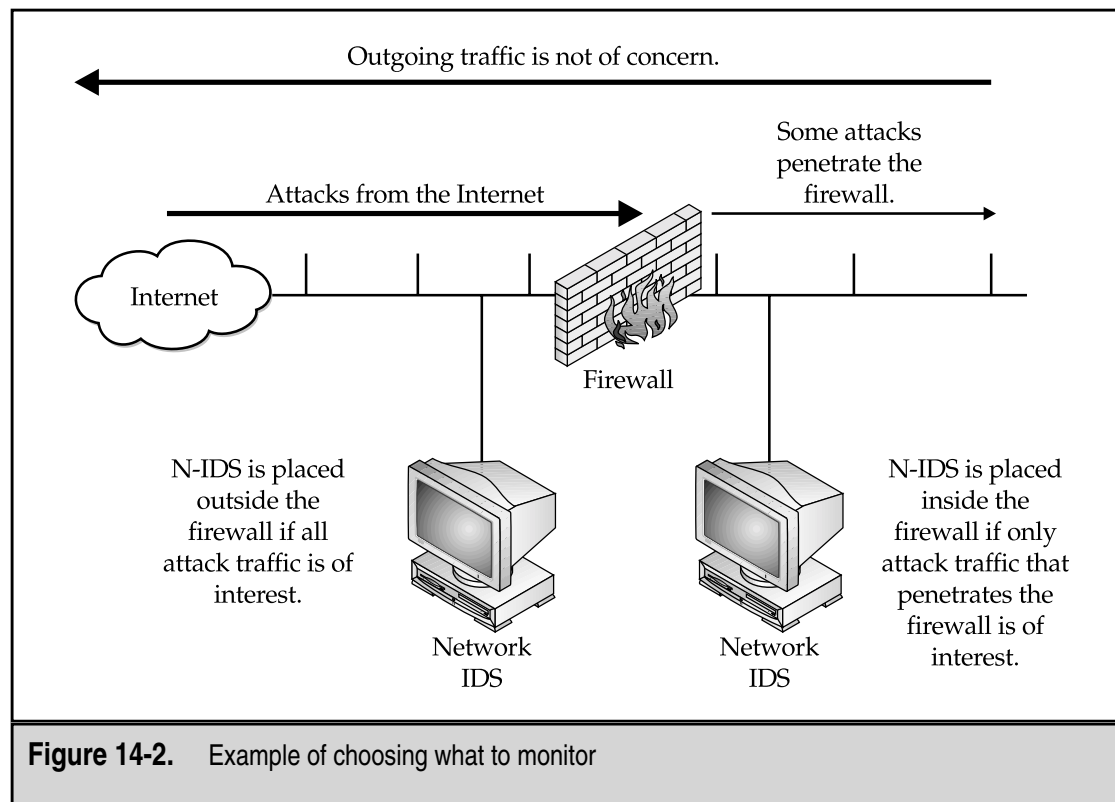 Outgoing traffic is not of concern.
Some attacks
penetrate the
firewall.
Attacks from the Internet
Internet
Firewall
N-IDS is placed
outside the
firewall if all
attack traffic is of
interest.
Network
IDS
Network
IDS
N-IDS is placed
inside the
firewall if only
attack traffic that
penetrates the
firewall is of
interest.
Figure 14-2. Example of choosing what to monitor